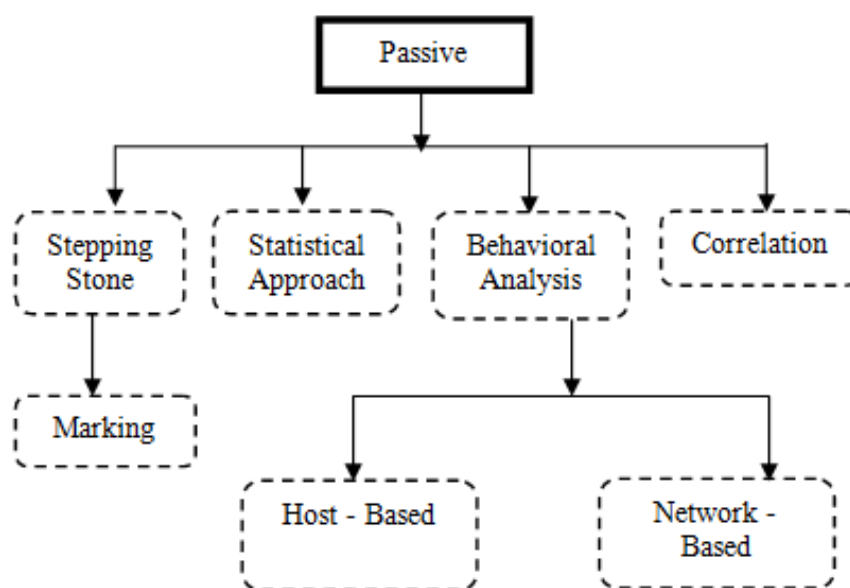 Passive
Stepping
Stone
Statistical
Approach
Behavioral
Analysis
Correlation
Marking
Host - Based
Network -
Based